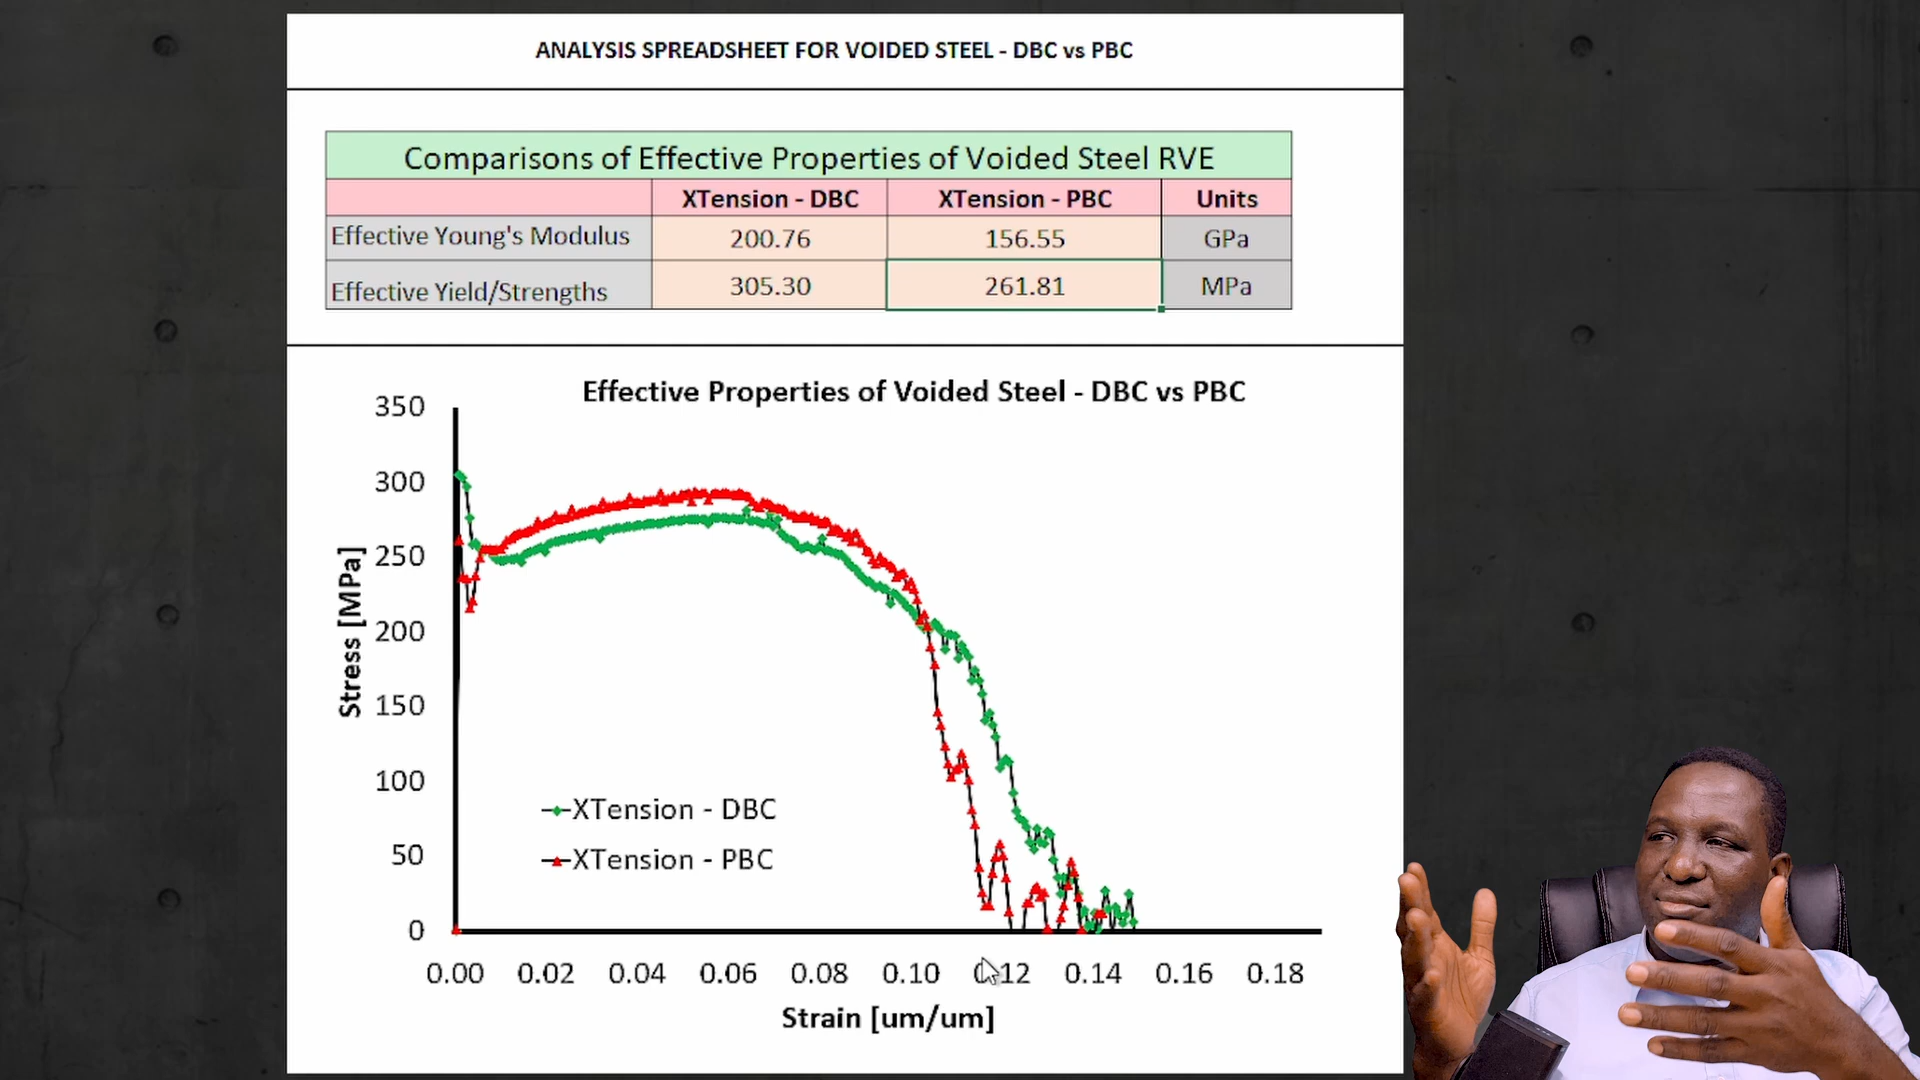 ANALYSIS SPREADSHEET FOR VOIDED STEEL - DBC vs PBC
Comparisons of Effective Properties of Voided Steel RVE
XTension - DBC XTension - PBC Units
Effective Young's Modulus 200.76 156.55 GPa
Effective Yield/Strengths 305.30 261.81 MPa
Effective Properties of Voided Steel - DBC vs PBC
350
300
250
200
150
100
50
0
Stress [MPa]
XTension - DBC
XTension - PBC
0.00 0.02 0.04 0.06 0.08 0.10 0.12 0.14 0.16 0.18
Strain [um/um]